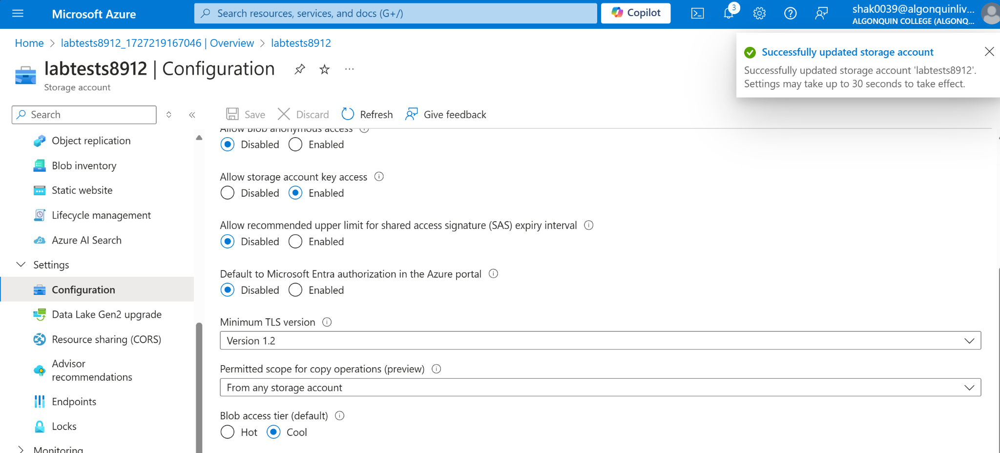 Microsoft Azure
Search resources, services, and docs (G+/)
Copilot
3
shak0039@algonquinliv...
ALGONQUIN COLLEGE (ALGONQ...
Home > labtests8912_1727219167046 | Overview > labtests8912
Successfully updated storage account
Successfully updated storage account 'labtests8912'.
Settings may take up to 30 seconds to take effect.
labtests8912 | Configuration
...
Storage account
Search
Save
Discard
Refresh
Give feedback
Object replication
Blob inventory
Static website
Lifecycle management
Azure AI Search
Settings
Configuration
Data Lake Gen2 upgrade
Resource sharing (CORS)
Advisor
recommendations
Endpoints
Locks
Monitoring
Allow Blob anonymous access
Disabled Enabled
Allow storage account key access
Disabled Enabled
Allow recommended upper limit for shared access signature (SAS) expiry interval
Disabled Enabled
Default to Microsoft Entra authorization in the Azure portal
Disabled Enabled
Minimum TLS version
Version 1.2
Permitted scope for copy operations (preview)
From any storage account
Blob access tier (default)
Hot Cool